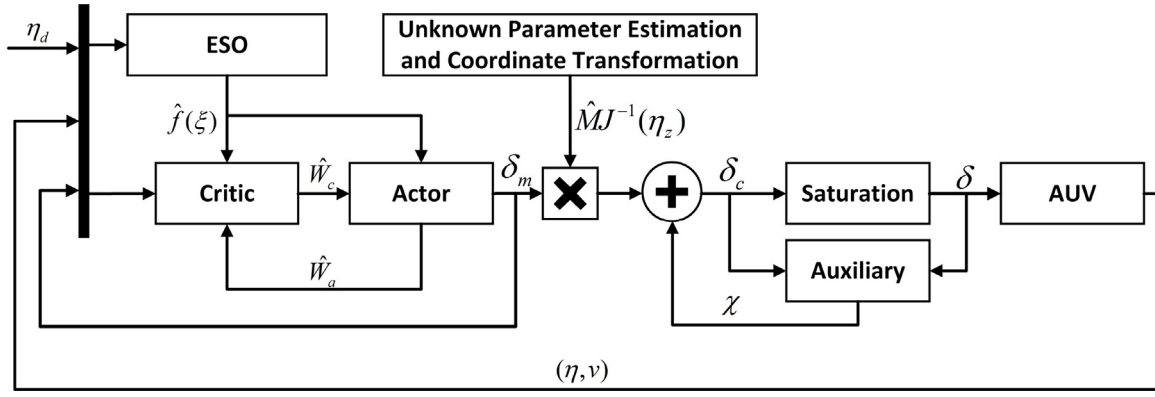 η_d
ESO
Unknown Parameter Estimation
and Coordinate Transformation
f̂(ξ)
M̂J⁻¹(η_z)
Critic
Ŵ_c
Actor
δ_m
×
+
δ_c
Saturation
δ
AUV
Ŵ_a
Auxiliary
χ
(η,ν)